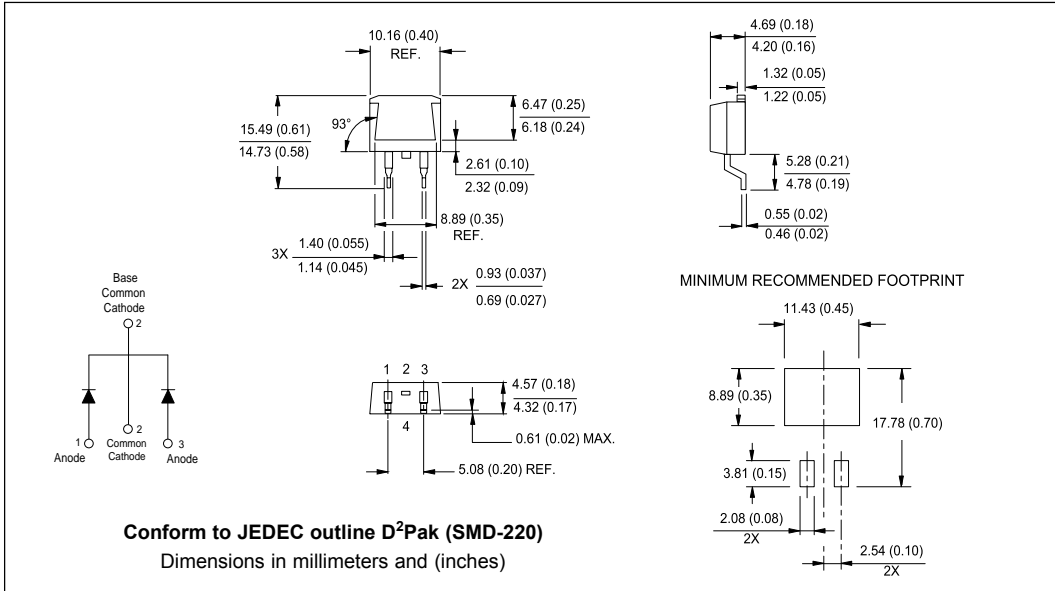 10.16 (0.40)
REF.
15.49 (0.61)
14.73 (0.58)
93°
6.47 (0.25)
6.18 (0.24)
2.61 (0.10)
2.32 (0.09)
8.89 (0.35)
REF.
3X
1.40 (0.055)
1.14 (0.045)
2X
0.93 (0.037)
0.69 (0.027)
4.69 (0.18)
4.20 (0.16)
1.32 (0.05)
1.22 (0.05)
5.28 (0.21)
4.78 (0.19)
0.55 (0.02)
0.46 (0.02)
Base
Common
Cathode
2
1
Anode
2
Common
Cathode
3
Anode
1 2 3
4
4.57 (0.18)
4.32 (0.17)
0.61 (0.02) MAX.
5.08 (0.20) REF.
MINIMUM RECOMMENDED FOOTPRINT
11.43 (0.45)
8.89 (0.35)
17.78 (0.70)
3.81 (0.15)
2.08 (0.08)
2X
2.54 (0.10)
2X
Conform to JEDEC outline D²Pak (SMD-220)
Dimensions in millimeters and (inches)